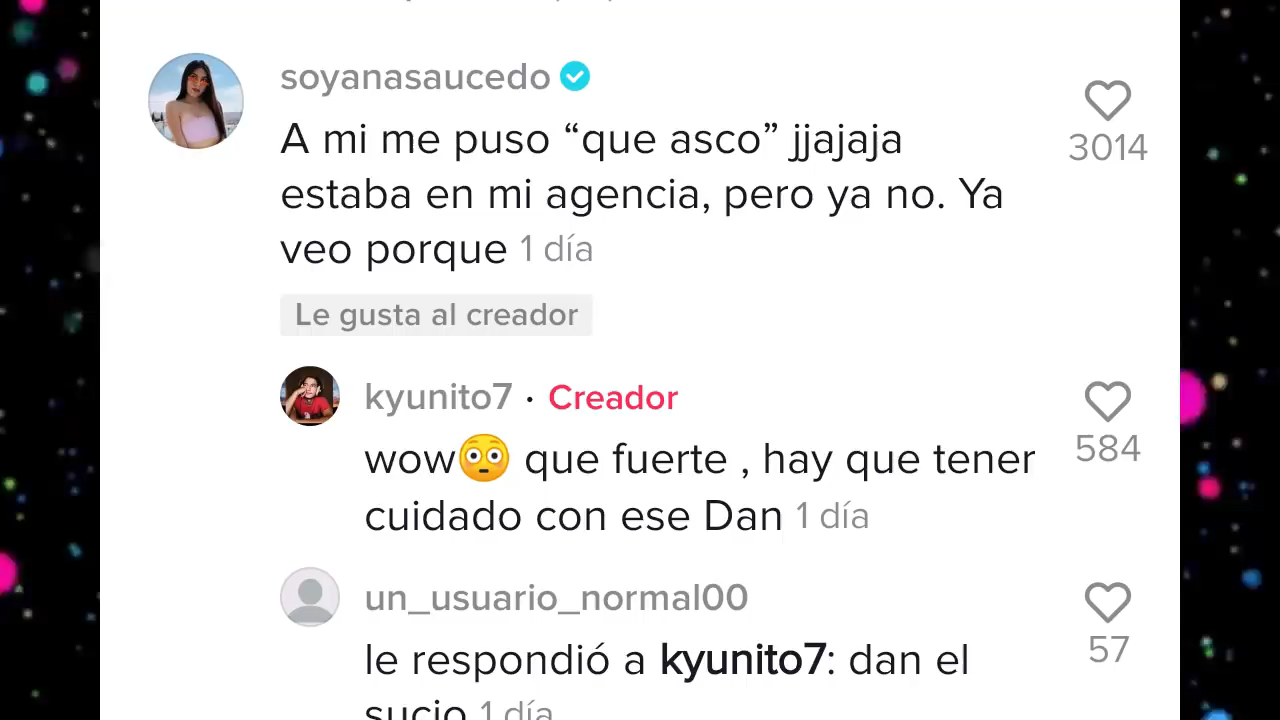 soyanasaucedo
3014
A mi me puso “que asco” jjajaja
estaba en mi agencia, pero ya no. Ya
veo porque 1 día
Le gusta al creador
kyunito7 · Creador
584
wow😳 que fuerte , hay que tener
cuidado con ese Dan 1 día
un_usuario_normal00
57
le respondió a kyunito7: dan el
sucio 1 día